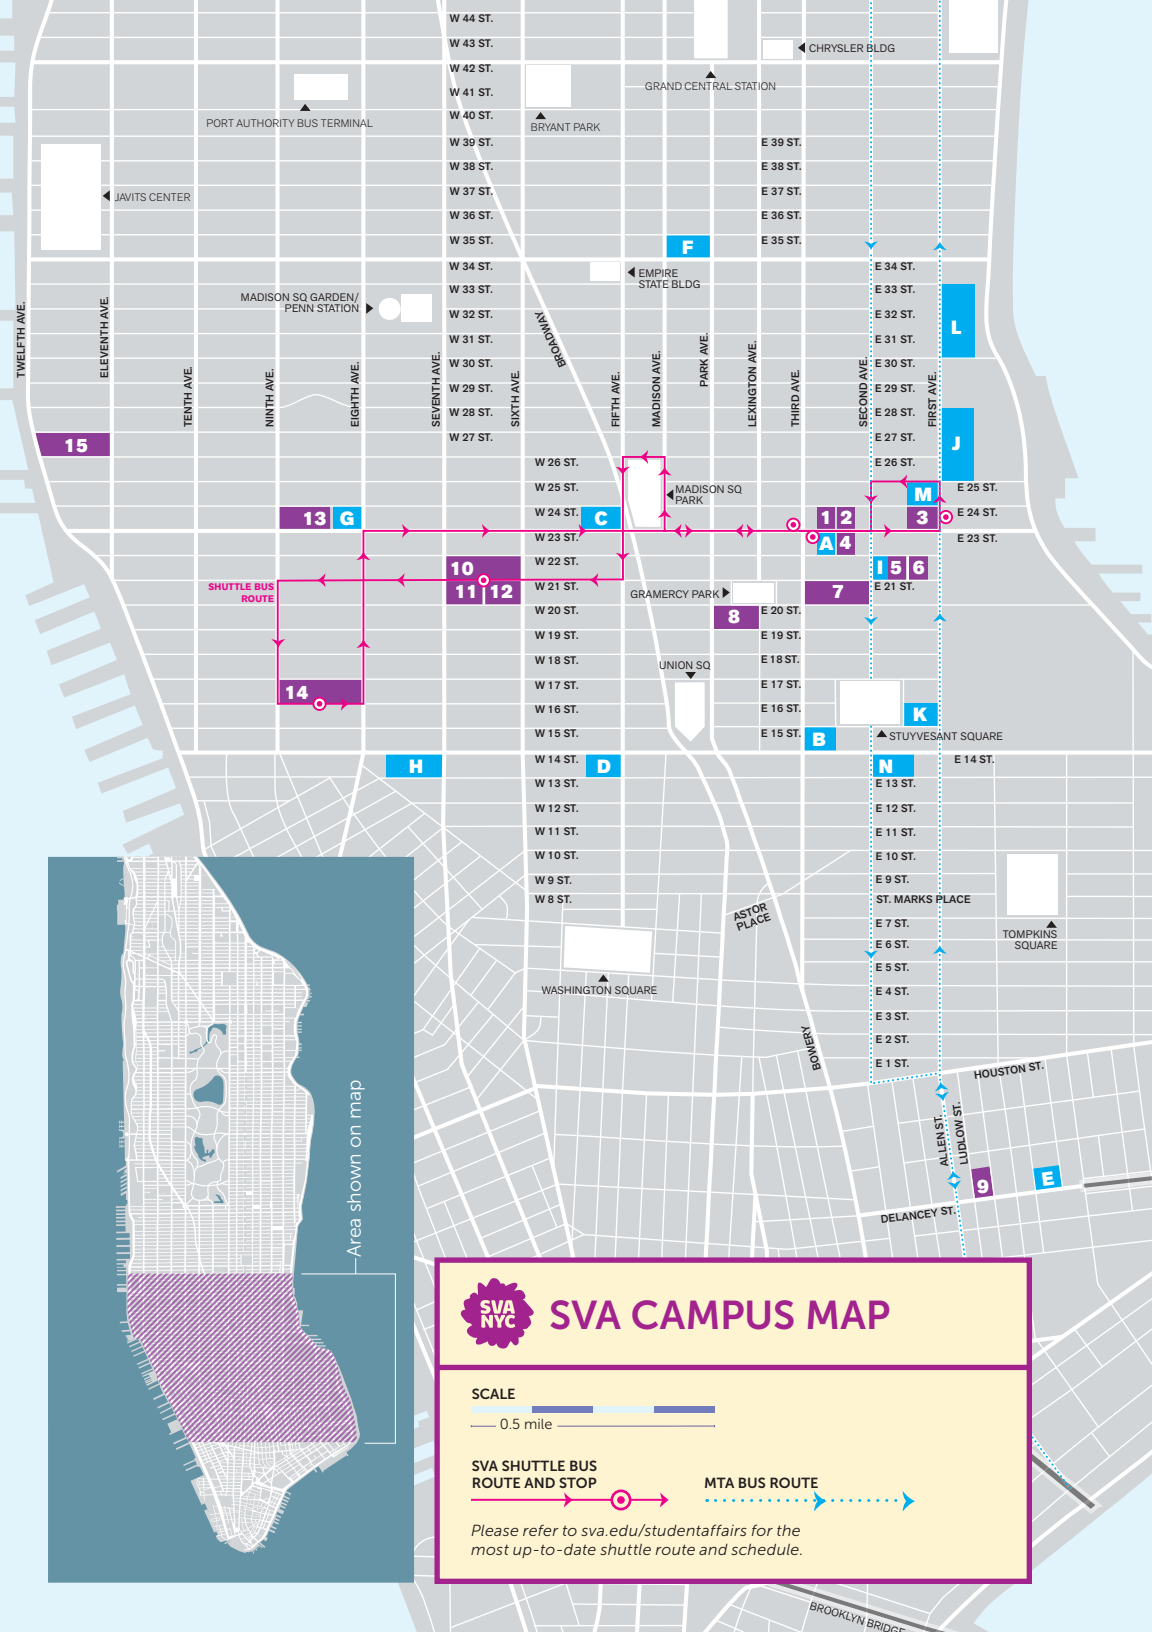 W 44 ST.
W 43 ST.
CHRYSLER BLDG
W 42 ST.
W 41 ST.
GRAND CENTRAL STATION
W 40 ST.
PORT AUTHORITY BUS TERMINAL
BRYANT PARK
W 39 ST.
E 39 ST.
W 38 ST.
E 38 ST.
W 37 ST.
E 37 ST.
JAVITS CENTER
W 36 ST.
E 36 ST.
W 35 ST.
F
E 35 ST.
W 34 ST.
E 34 ST.
EMPIRE
STATE BLDG
W 33 ST.
E 33 ST.
MADISON SQ GARDEN/
PENN STATION
W 32 ST.
E 32 ST.
L
W 31 ST.
E 31 ST.
W 30 ST.
E 30 ST.
W 29 ST.
E 29 ST.
W 28 ST.
E 28 ST.
W 27 ST.
E 27 ST.
TWELFTH AVE.
ELEVENTH AVE.
TENTH AVE.
NINTH AVE.
EIGHTH AVE.
SEVENTH AVE.
SIXTH AVE.
BROADWAY
FIFTH AVE.
MADISON AVE.
PARK AVE.
LEXINGTON AVE.
THIRD AVE.
SECOND AVE.
FIRST AVE.
15
J
W 26 ST.
E 26 ST.
W 25 ST.
MADISON SQ
PARK
M
E 25 ST.
W 24 ST.
13
G
C
1
2
3
E 24 ST.
W 23 ST.
A
4
E 23 ST.
W 22 ST.
10
I
5
6
W 21 ST.
E 21 ST.
SHUTTLE BUS
ROUTE
11
12
GRAMERCY PARK
7
W 20 ST.
8
E 20 ST.
W 19 ST.
E 19 ST.
W 18 ST.
E 18 ST.
UNION SQ
W 17 ST.
E 17 ST.
14
W 16 ST.
E 16 ST.
K
W 15 ST.
E 15 ST.
B
STUYVESANT SQUARE
W 14 ST.
E 14 ST.
H
D
N
W 13 ST.
E 13 ST.
W 12 ST.
E 12 ST.
W 11 ST.
E 11 ST.
W 10 ST.
E 10 ST.
W 9 ST.
E 9 ST.
W 8 ST.
ST. MARKS PLACE
ASTOR
PLACE
E 7 ST.
TOMPKINS
SQUARE
E 6 ST.
E 5 ST.
WASHINGTON SQUARE
E 4 ST.
E 3 ST.
E 2 ST.
BOWERY
E 1 ST.
HOUSTON ST.
ALLEN ST.
LUDLOW ST.
9
E
DELANCEY ST.
Area shown on map
SVA
NYC
SVA CAMPUS MAP
SCALE
0.5 mile
SVA SHUTTLE BUS
ROUTE AND STOP
MTA BUS ROUTE
Please refer to sva.edu/studentaffairs for the
most up-to-date shuttle route and schedule.
BROOKLYN BRIDGE